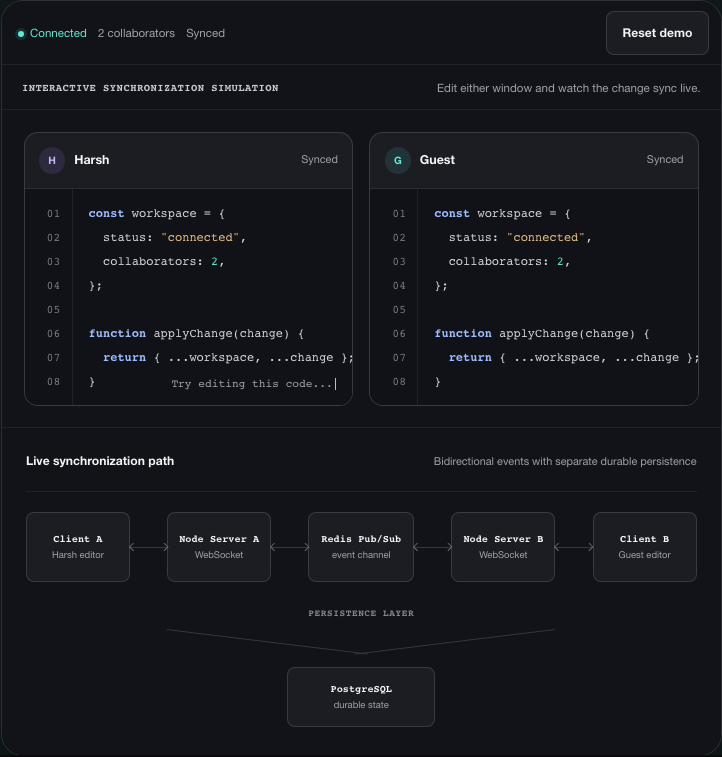 Connected 2 collaborators Synced Reset demo
INTERACTIVE SYNCHRONIZATION SIMULATION Edit either window and watch the change sync live.
H Harsh Synced
01 const workspace = {
02   status: "connected",
03   collaborators: 2,
04 };
05
06 function applyChange(change) {
07   return { ...workspace, ...change };
08 }
Try editing this code...
G Guest Synced
01 const workspace = {
02   status: "connected",
03   collaborators: 2,
04 };
05
06 function applyChange(change) {
07   return { ...workspace, ...change };
08 }
Live synchronization path Bidirectional events with separate durable persistence
Client A
Harsh editor
Node Server A
WebSocket
Redis Pub/Sub
event channel
Node Server B
WebSocket
Client B
Guest editor
PERSISTENCE LAYER
PostgreSQL
durable state